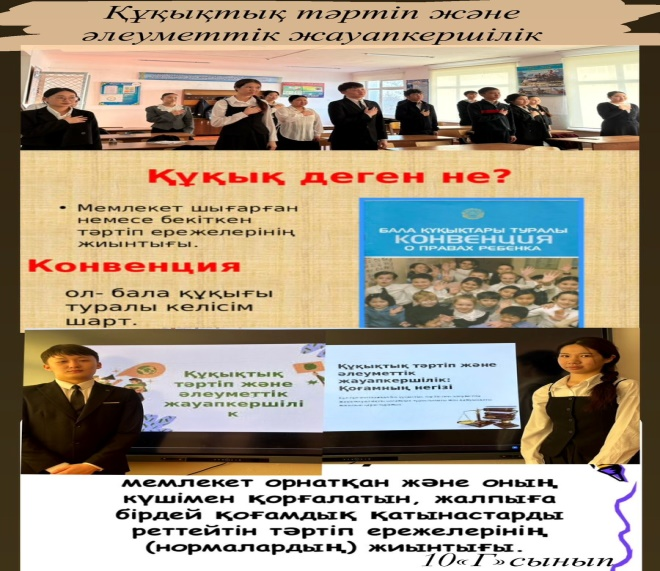 Құқықтық тәртіп және
әлеуметтік жауапкершілік
Құқық деген не?
• Мемлекет шығарған
немесе бекіткен
тәртіп ережелерінің
жиынтығы.
Конвенция
ол- бала құқығы
туралы келісім
шарт.
БАЛА ҚҰҚЫҚТАРЫ ТУРАЛЫ
КОНВЕНЦИЯ
О ПРАВАХ РЕБЕНКА
Құқықтық
тәртіп және
әлеуметтік
жауапкершілі
к
Құқықтық тәртіп және
әлеуметтік
жауапкершілік:
Қоғамның негізі
мемлекет орнатқан және оның
күшімен қорғалатын, жалпыға
бірдей қоғамдық қатынастарды
реттейтін тәртіп ережелерінің
(нормалардың) жиынтығы.
10«Г»сынып